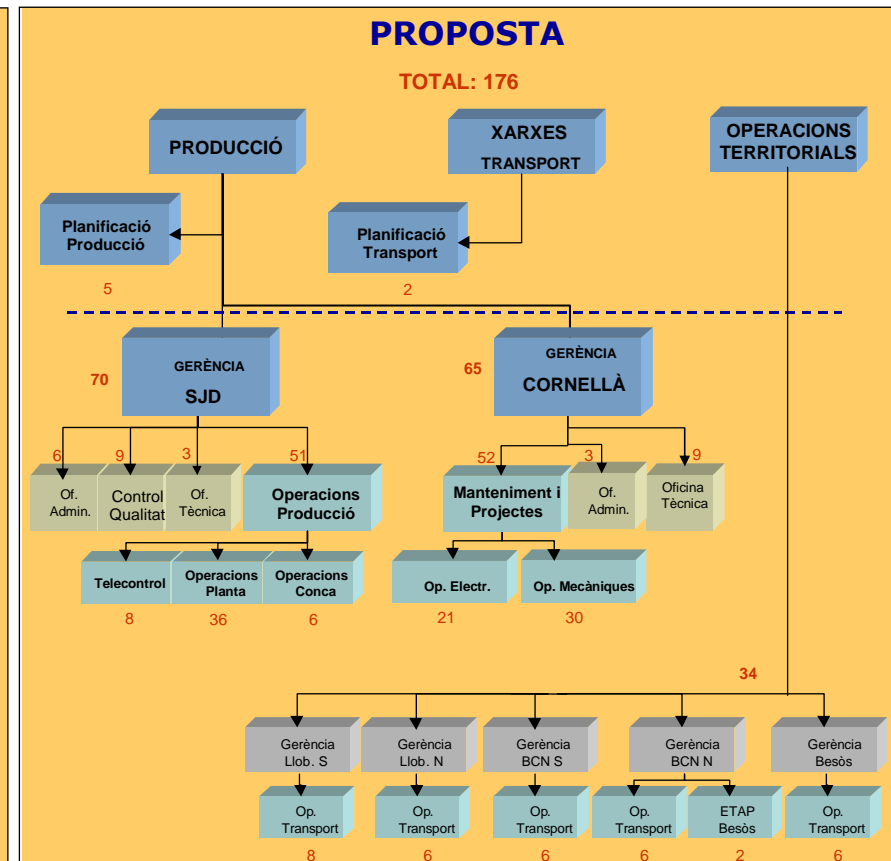 PROPOSTA
TOTAL: 176
PRODUCCIÓ
XARXES
TRANSPORT
OPERACIONS
TERRITORIALS
Planificació
Producció
5
Planificació
Transport
2
70
GERÈNCIA
SJD
65
GERÈNCIA
CORNELLÀ
6
9
3
51
52
3
9
Of.
Admin.
Control
Qualitat
Of.
Tècnica
Operacions
Producció
Manteniment i
Projectes
Of.
Admin.
Oficina
Tècnica
Telecontrol
Operacions
Planta
Operacions
Conca
Op. Electr.
Op. Mecàniques
8
36
6
21
30
34
Gerència
Llob. S
Gerència
Llob. N
Gerència
BCN S
Gerència
BCN N
Gerència
Besòs
Op.
Transport
Op.
Transport
Op.
Transport
Op.
Transport
ETAP
Besòs
Op.
Transport
8
6
6
6
2
6